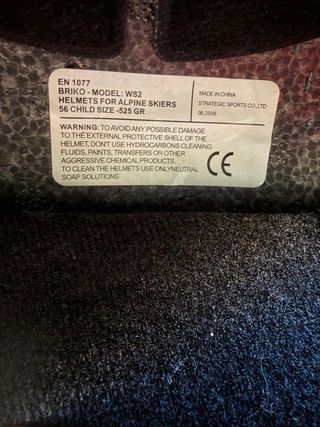 EN 1077
BRIKO - MODEL: WS2
HELMETS FOR ALPINE SKIERS
56 CHILD SIZE -525 GR
MADE IN CHINA
STRATEGIC SPORTS CO.,LTD
08,2006
WARNING: TO AVOID ANY POSSIBLE DAMAGE
TO THE EXTERNAL PROTECTIVE SHELL OF THE
HELMET, DON'T USE HYDROCARBONS CLEANING
FLUIDS, PAINTS, TRANSFERS OR OTHER
AGGRESSIVE CHEMICAL PRODUCTS.
TO CLEAN THE HELMETS USE ONLYNEUTRAL
SOAP SOLUTIONS.
CE